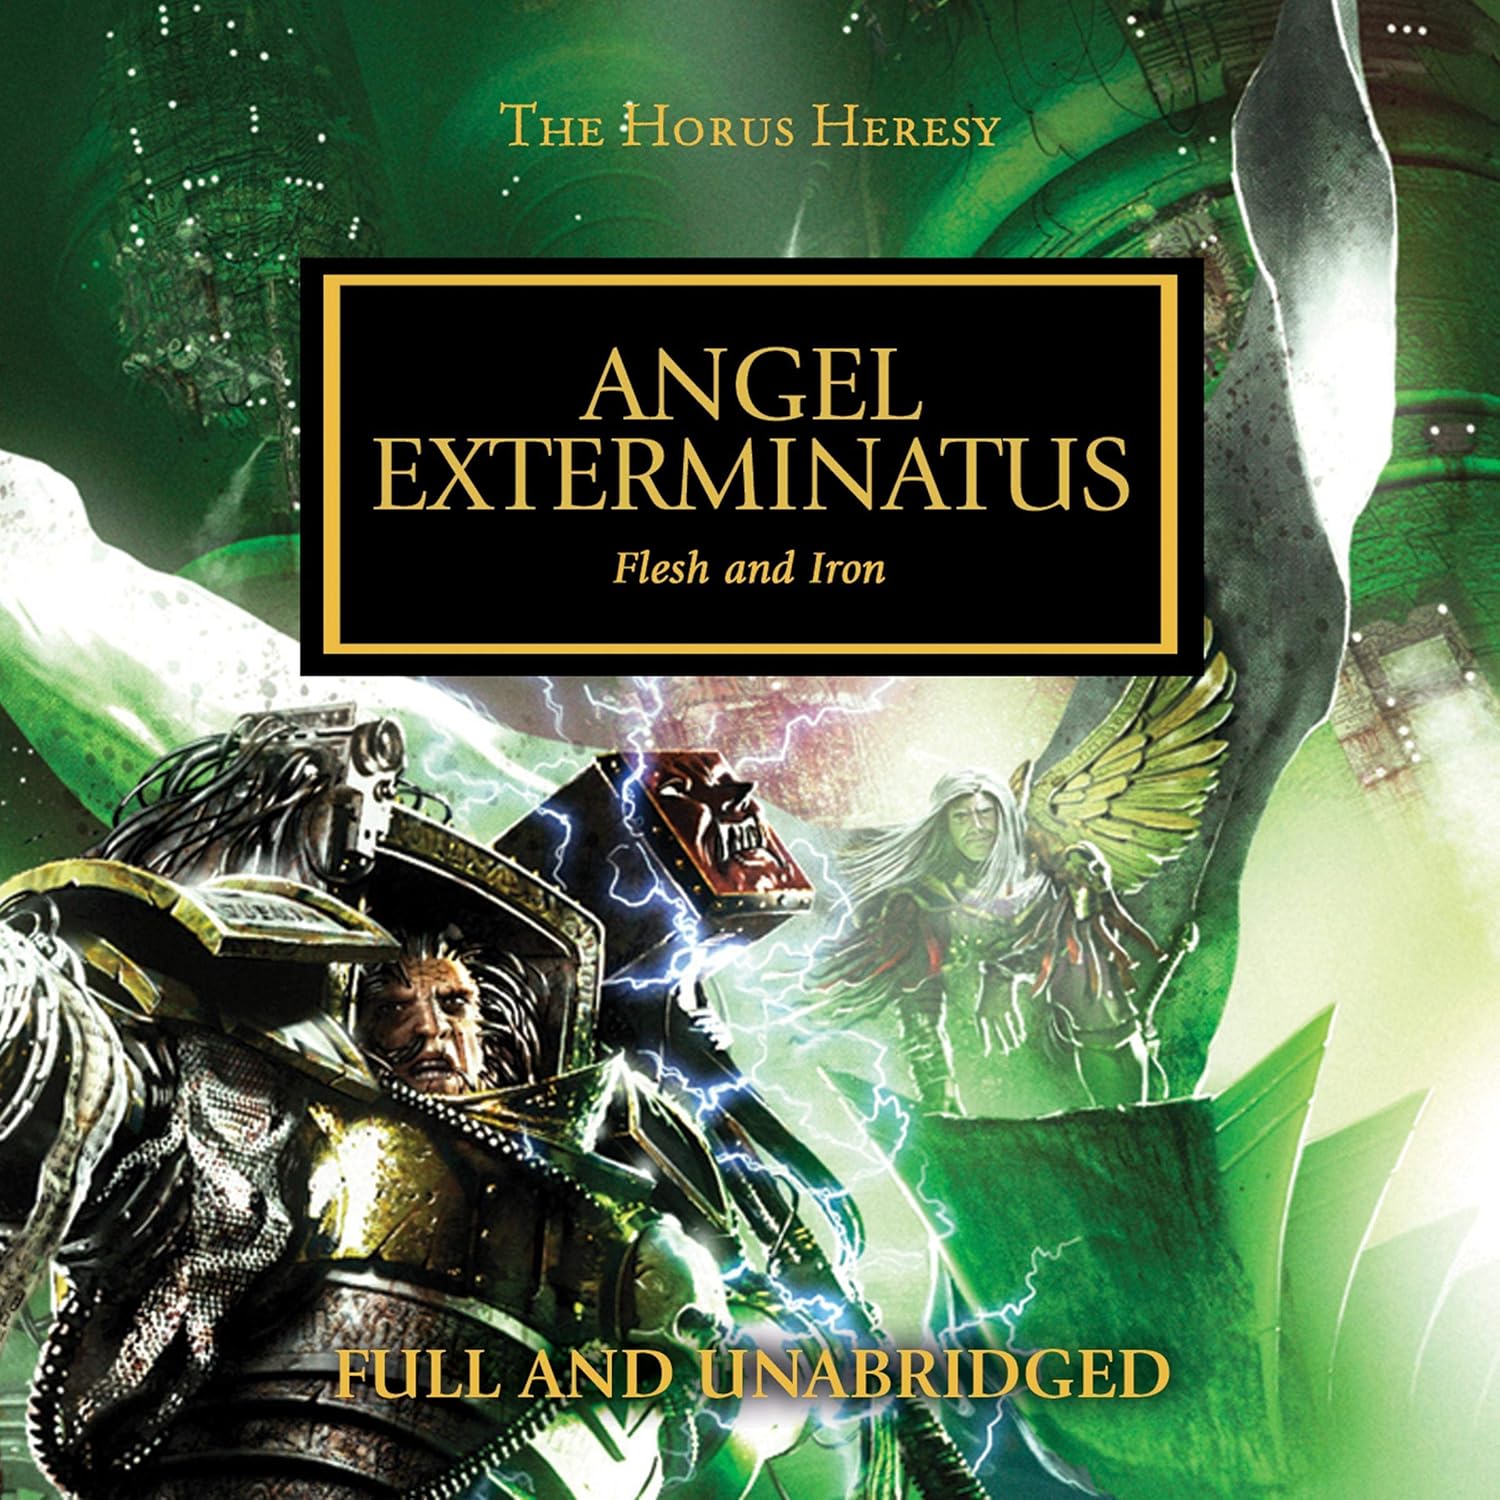 The Horus Heresy
ANGEL
EXTERMINATUS
Flesh and Iron
FULL AND UNABRIDGED